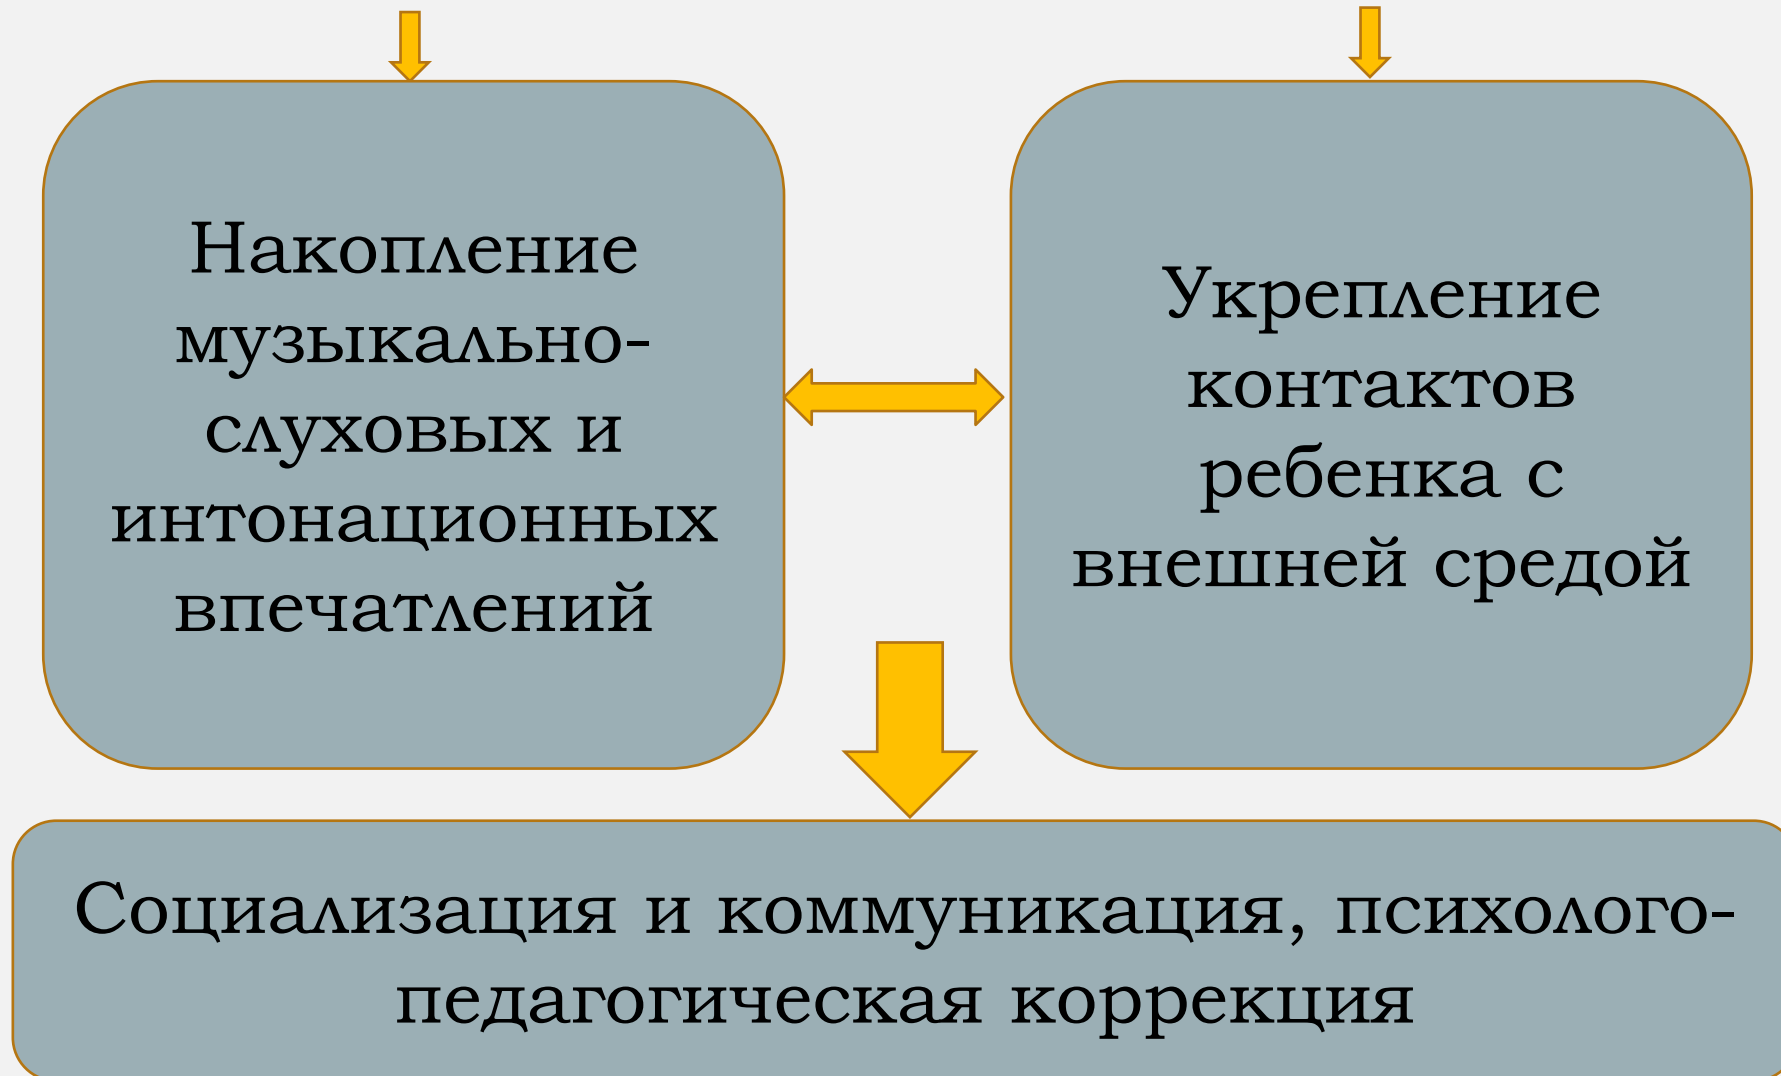 Накопление
музыкально-
слуховых и
интонационных
впечатлений
Укрепление
контактов
ребенка с
внешней средой
Социализация и коммуникация, психолого-
педагогическая коррекция